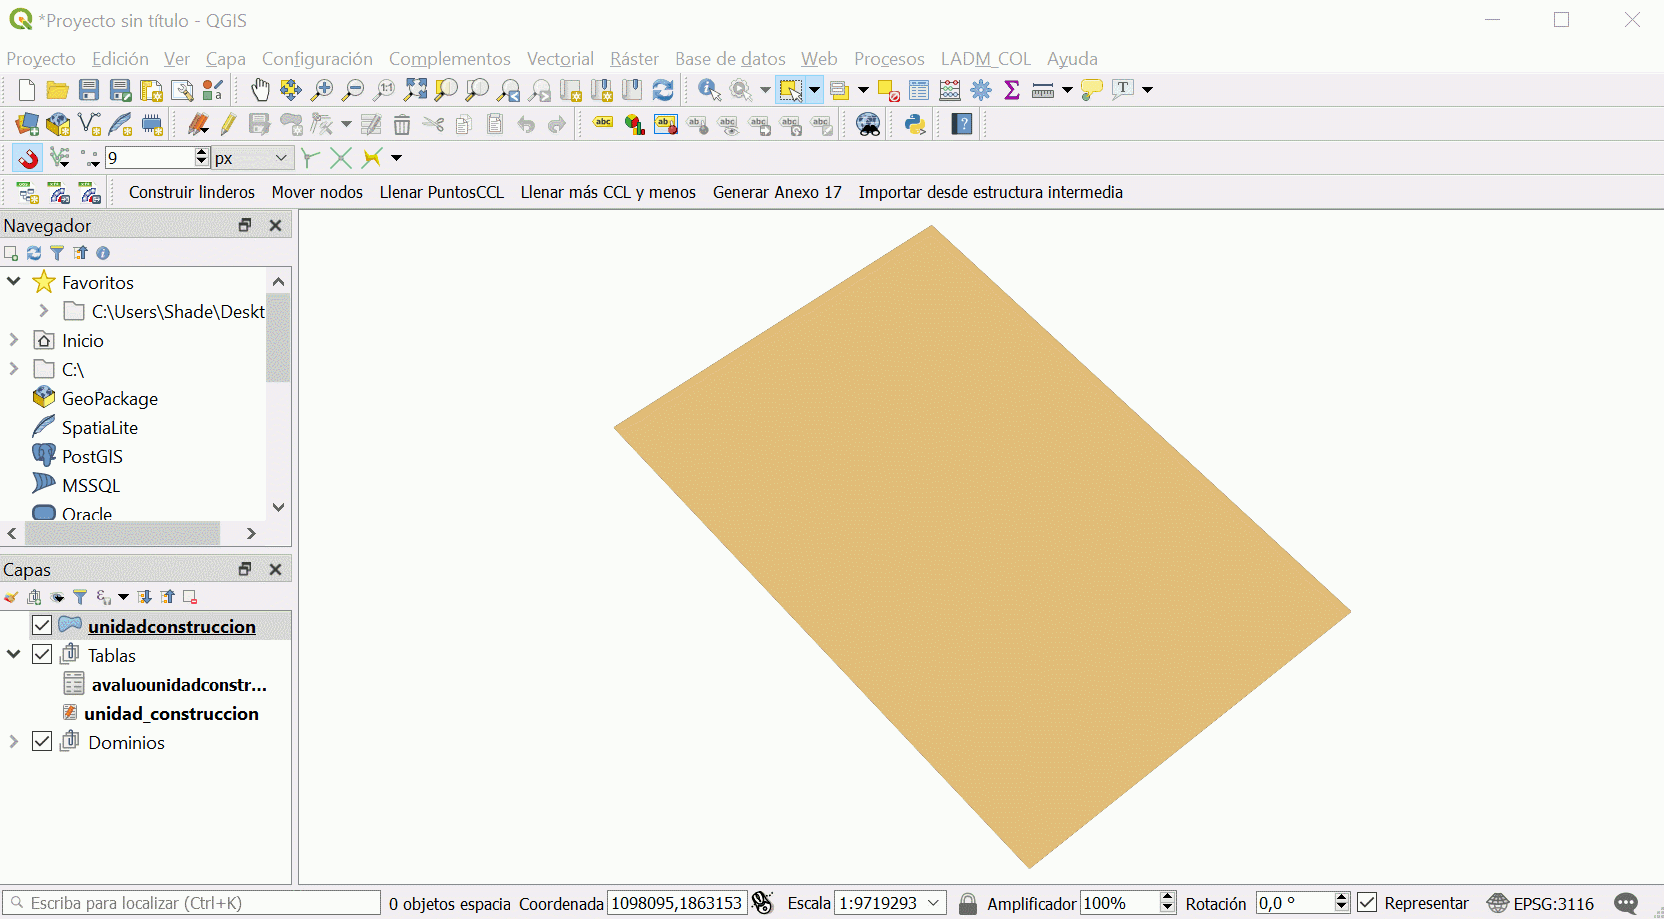 *Proyecto sin título - QGIS
Proyecto Edición Ver Capa Configuración Complementos Vectorial Ráster Base de datos Web Procesos LADM_COL Ayuda
9 px
Construir linderos Mover nodos Llenar PuntosCCL Llenar más CCL y menos Generar Anexo 17 Importar desde estructura intermedia
Navegador
Favoritos
C:\Users\Shade\Deskt
Inicio
C:\
GeoPackage
SpatiaLite
PostGIS
MSSQL
Oracle
Capas
unidadconstruccion
Tablas
avaluounidadconstr...
unidad_construccion
Dominios
Escriba para localizar (Ctrl+K) 0 objetos espacia Coordenada 1098095,1863153 Escala 1:9719293 Amplificador 100% Rotación 0,0 ° Representar EPSG:3116